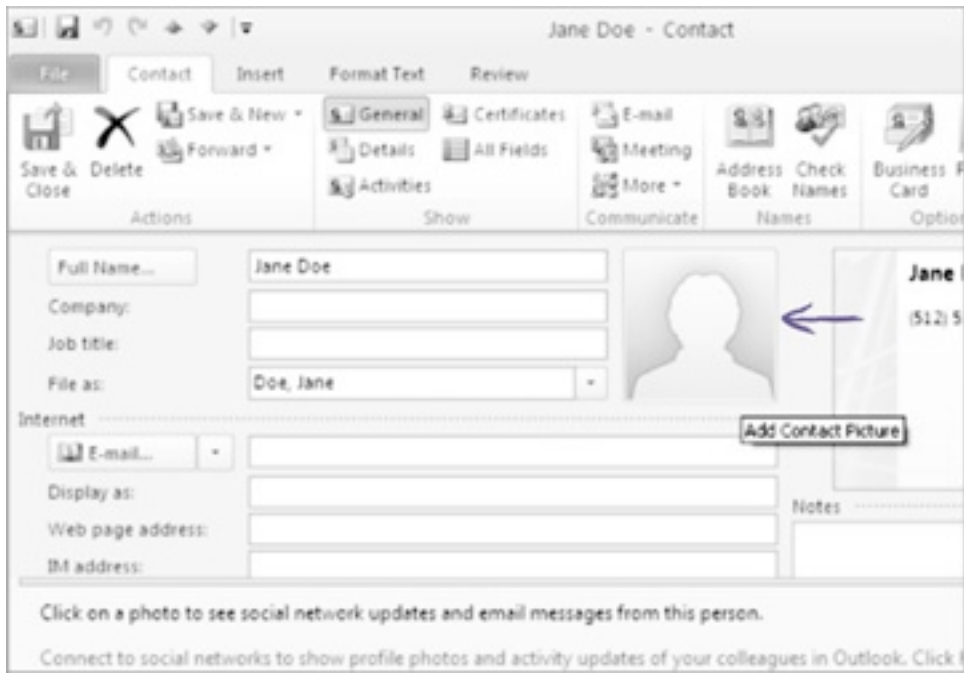 Jane Doe - Contact
File Contact Insert Format Text Review
Save & Close
Delete
Save & New
Forward
Actions
General
Details
Activities
Certificates
All Fields
Show
E-mail
Meeting
More
Communicate
Address Book
Check Names
Names
Business Card
Full Name... Jane Doe
Company:
Job title:
File as: Doe, Jane
Jane
(512) 5
Internet
Add Contact Picture
E-mail...
Display as:
Web page address:
IM address:
Notes
Click on a photo to see social network updates and email messages from this person.
Connect to social networks to show profile photos and activity updates of your colleagues in Outlook. Click